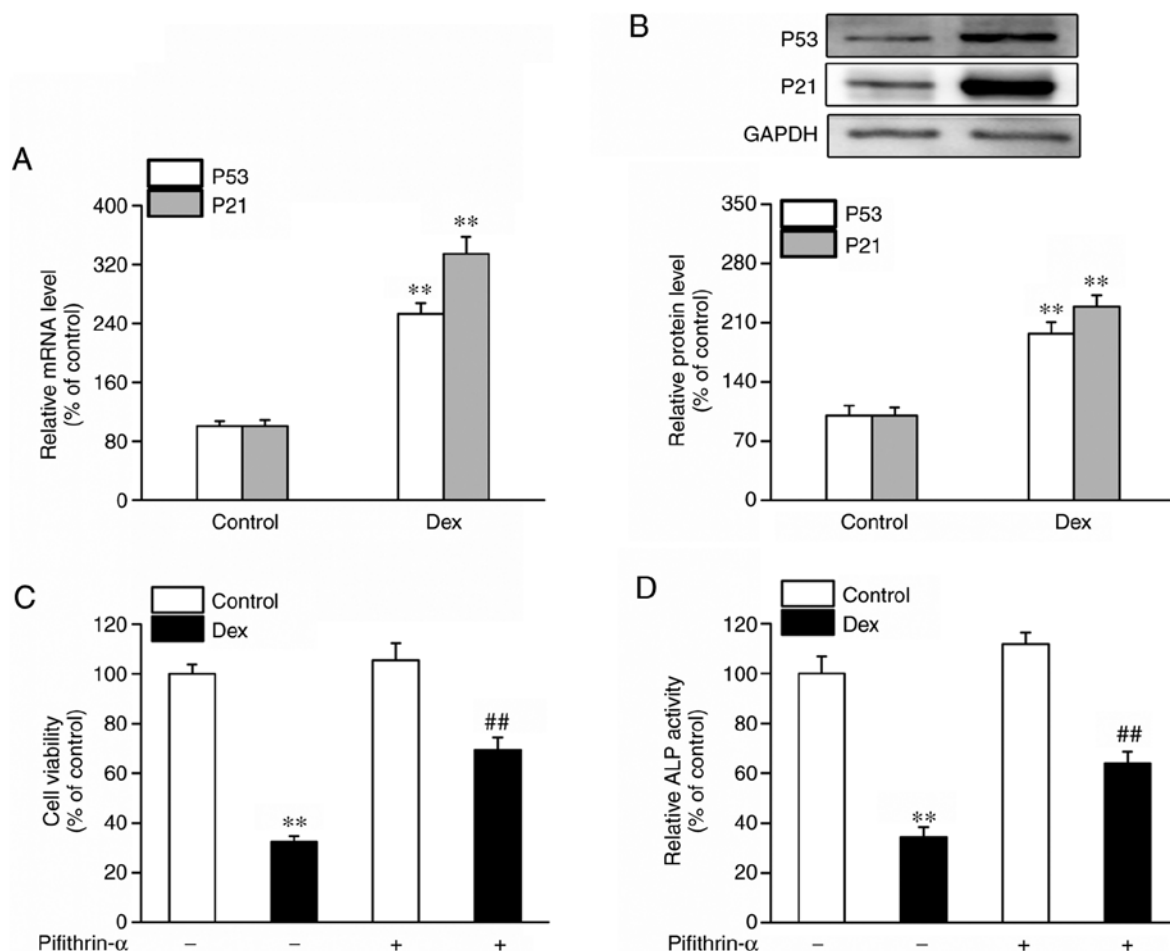 A
P53
P21
Relative mRNA level
(% of control)
400
320
240
160
80
0
**
**
Control
Dex
B
P53
P21
GAPDH
P53
P21
Relative protein level
(% of control)
350
280
210
140
70
0
**
**
Control
Dex
C
Control
Dex
Cell viability
(% of control)
120
100
80
60
40
20
0
**
##
Pifithrin-α − − + +
D
Control
Dex
Relative ALP activity
(% of control)
120
100
80
60
40
20
0
**
##
Pifithrin-α − − + +